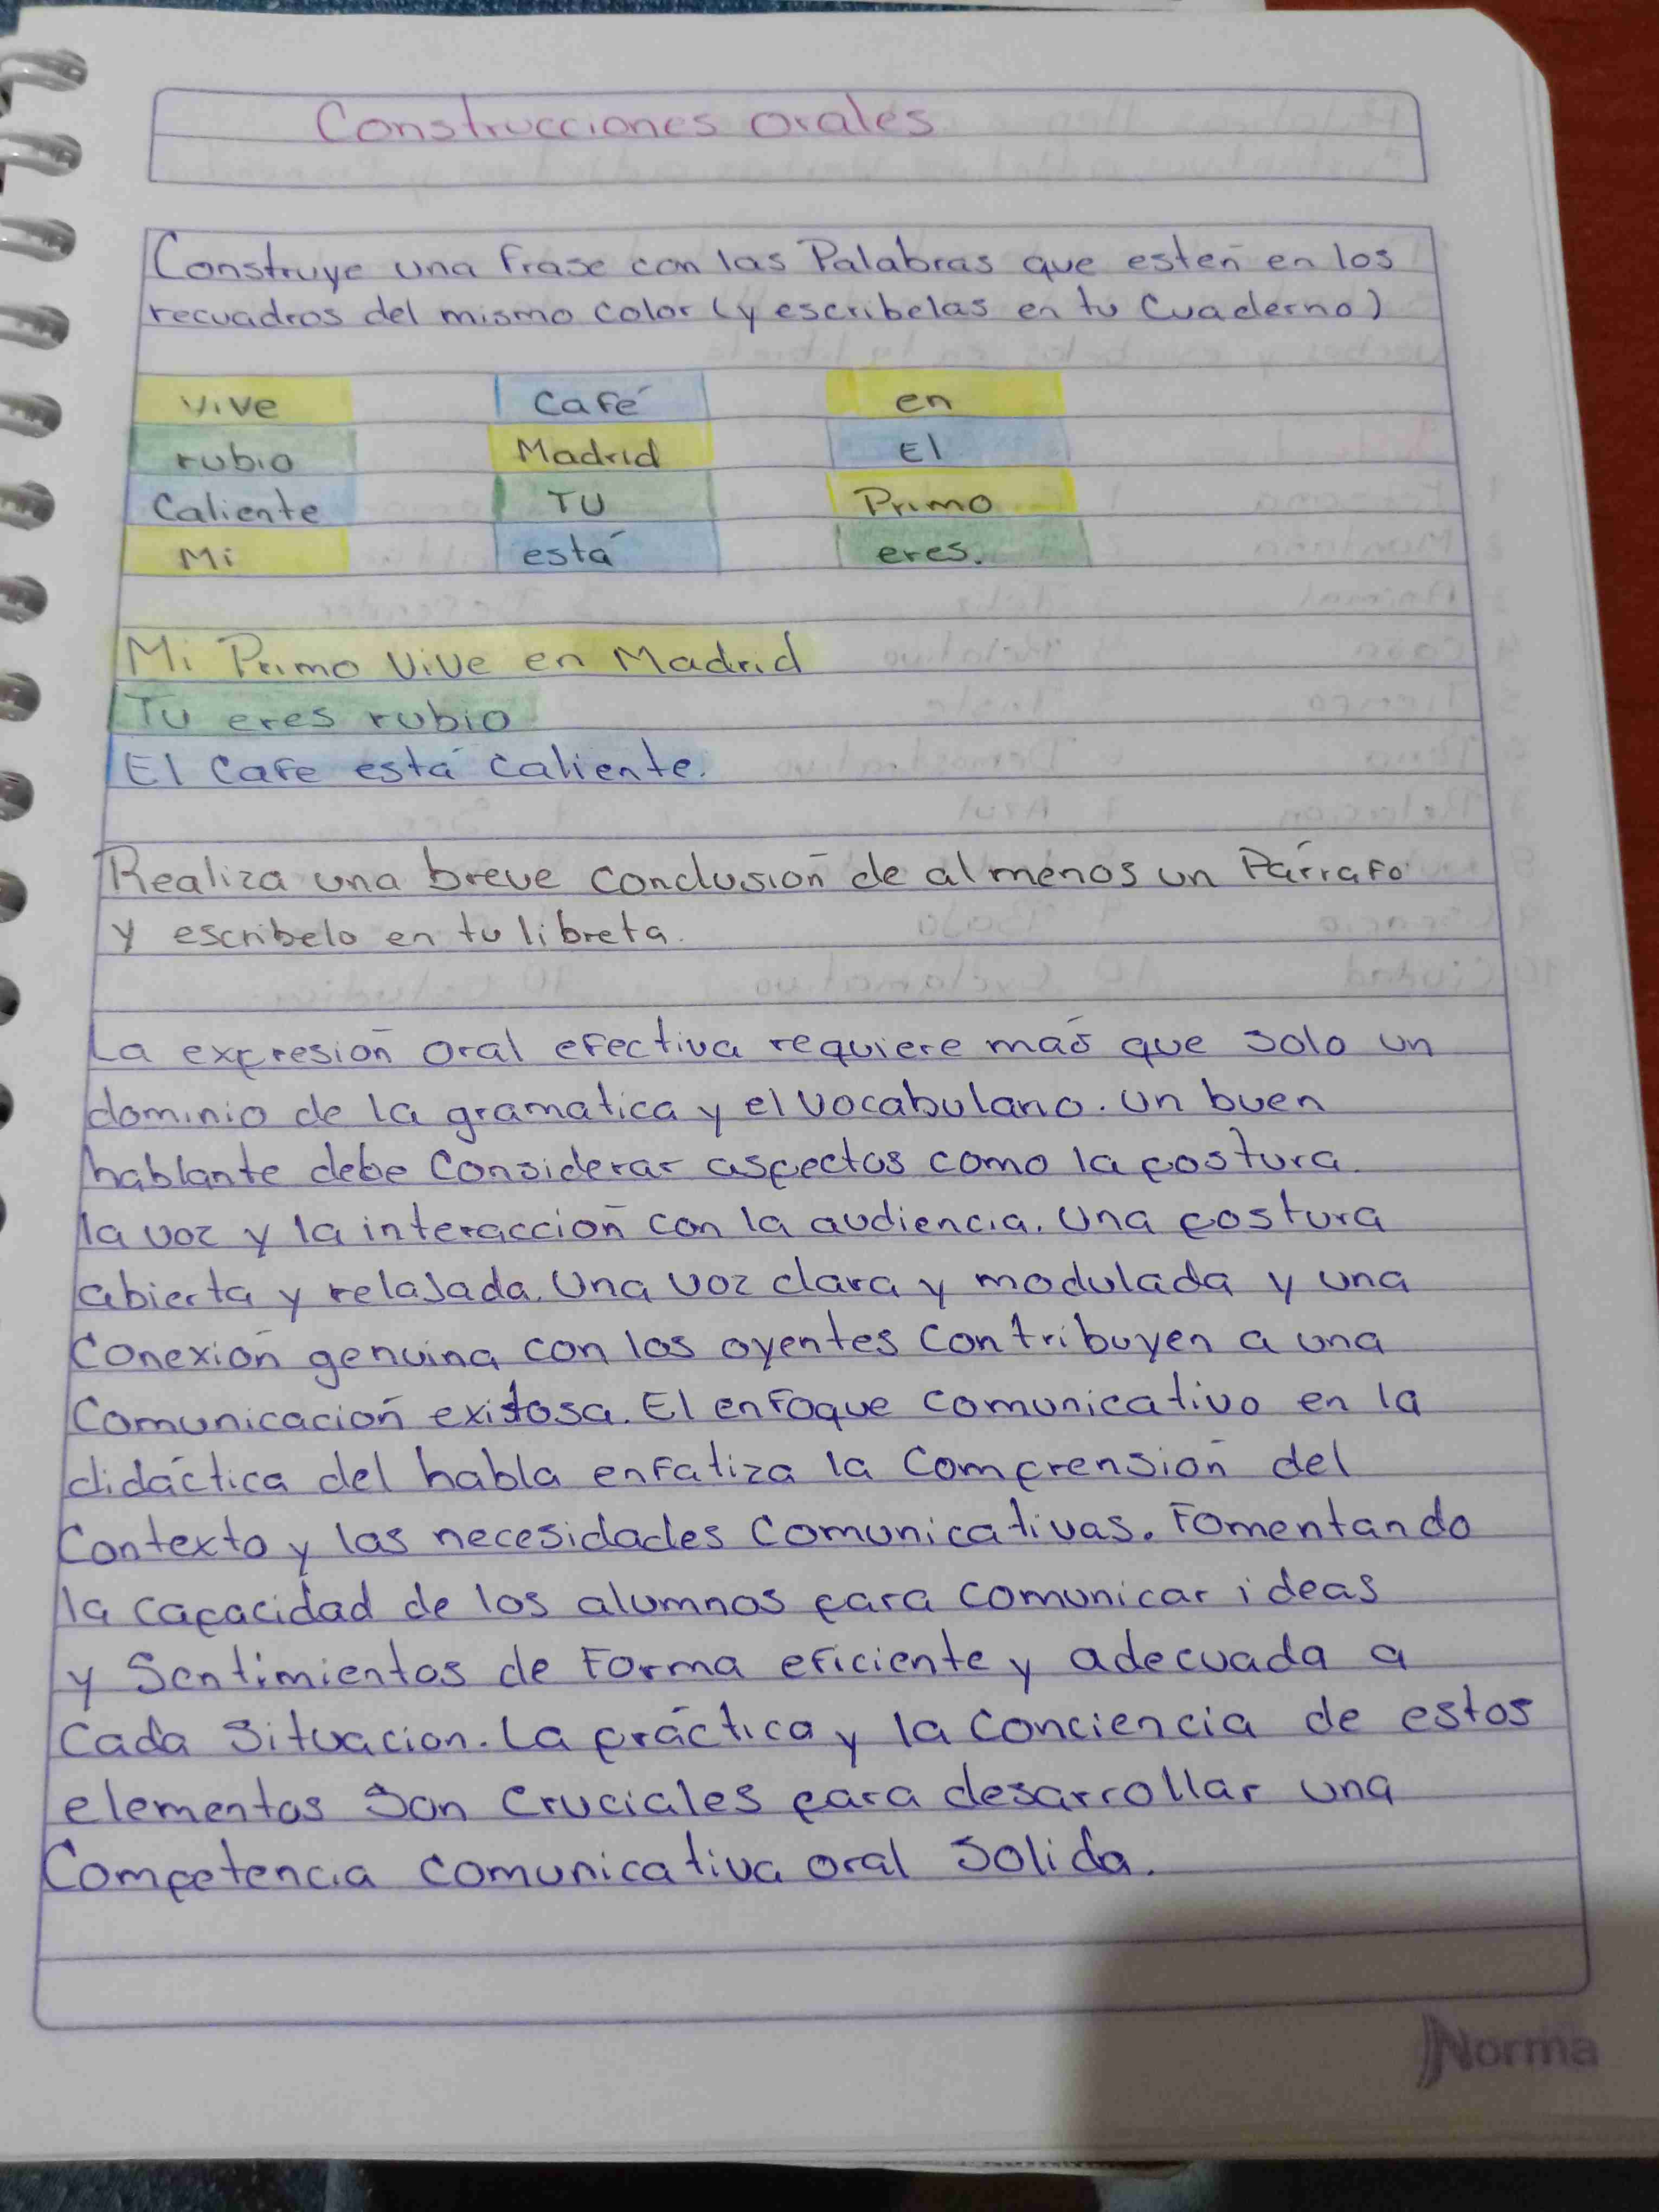 Construcciones orales
Construye una frase con las Palabras que estén en los
recuadros del mismo color (y escribelas en tu Cuaderno)
vive Café en
rubio Madrid El
Caliente TU Primo
Mi está eres.
Mi Primo vive en Madrid
Tu eres rubio
El Cafe está Caliente.
Realiza una breve conclusión de al menos un Párrafo
y escribelo en tu libreta.
La expresión oral efectiva requiere más que solo un
dominio de la gramatica y el vocabulario. un buen
hablante debe Considerar aspectos como la postura.
la voz y la interacción con la audiencia. Una postura
abierta y relajada. Una voz clara y modulada y una
Conexión genuina con los oyentes contribuyen a una
Comunicación exitosa. El enfoque comunicativo en la
didáctica del habla enfatiza la Comprensión del
Contexto y las necesidades Comunicativas. Fomentando
la capacidad de los alumnos para comunicar ideas
y Sentimientos de Forma eficiente y adecuada a
Cada Situacion. La práctica y la Conciencia de estos
elementos Son Cruciales para desarrollar una
Competencia comunicativa oral Solida.
Norma